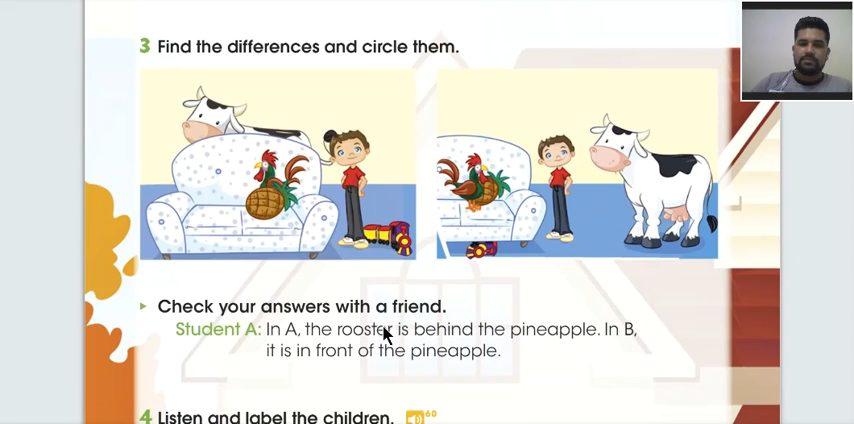 3 Find the differences and circle them.
Check your answers with a friend.
Student A: In A, the rooster is behind the pineapple. In B,
it is in front of the pineapple.
4 Listen and label the children. 60